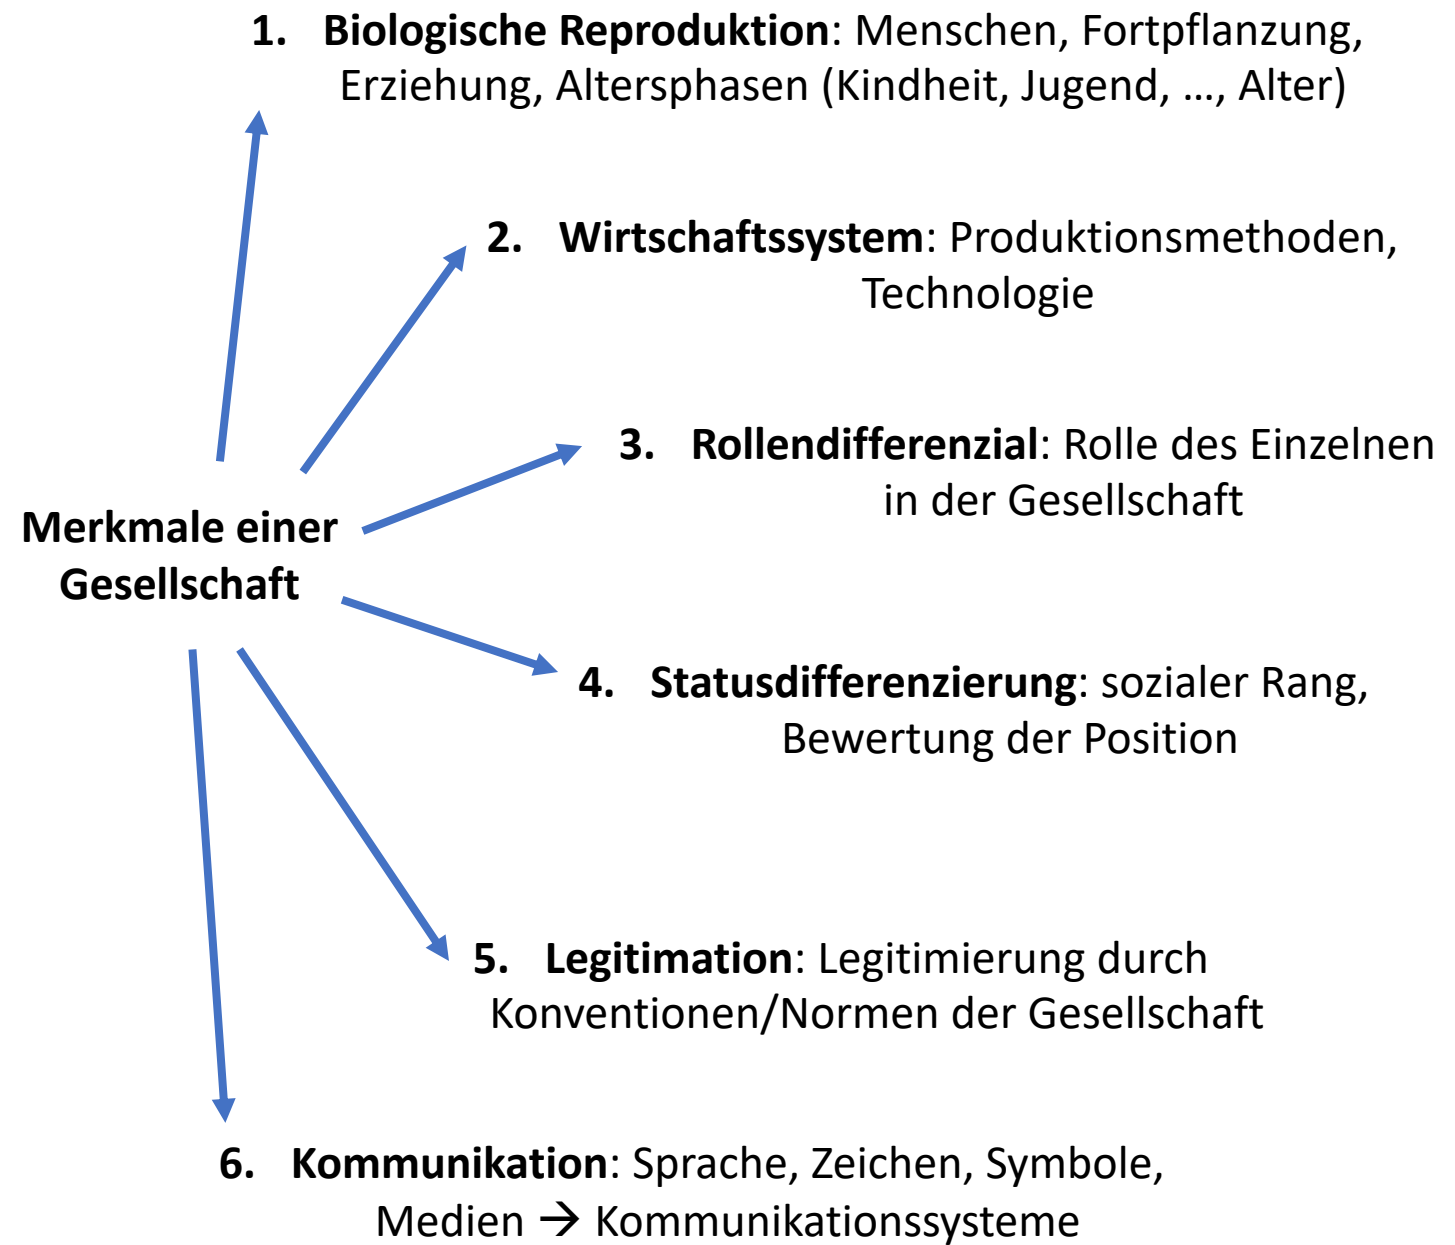 1. Biologische Reproduktion: Menschen, Fortpflanzung,
Erziehung, Altersphasen (Kindheit, Jugend, …, Alter)
2. Wirtschaftssystem: Produktionsmethoden,
Technologie
3. Rollendifferenzial: Rolle des Einzelnen
in der Gesellschaft
Merkmale einer
Gesellschaft
4. Statusdifferenzierung: sozialer Rang,
Bewertung der Position
5. Legitimation: Legitimierung durch
Konventionen/Normen der Gesellschaft
6. Kommunikation: Sprache, Zeichen, Symbole,
Medien → Kommunikationssysteme